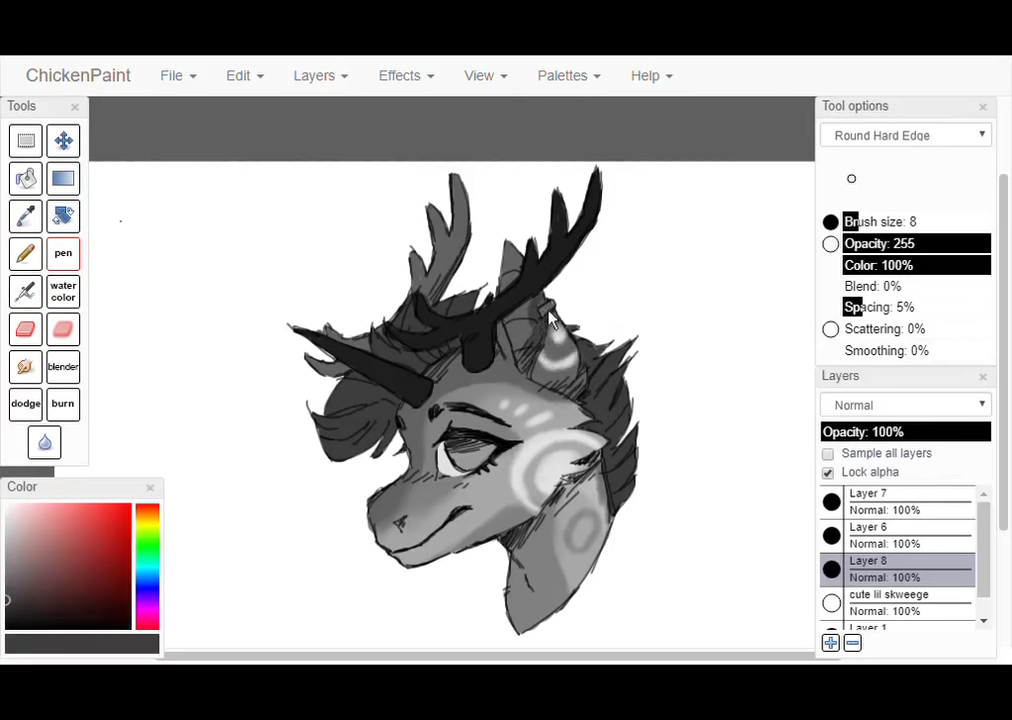 ChickenPaint File Edit Layers Effects View Palettes Help
Tools
pen
water color
blender
dodge burn
Color
Tool options
Round Hard Edge
Brush size: 8
Opacity: 255
Color: 100%
Blend: 0%
Spacing: 5%
Scattering: 0%
Smoothing: 0%
Layers
Normal
Opacity: 100%
Sample all layers
Lock alpha
Layer 7
Normal: 100%
Layer 6
Normal: 100%
Layer 8
Normal: 100%
cute lil skweege
Normal: 100%
Layer 1